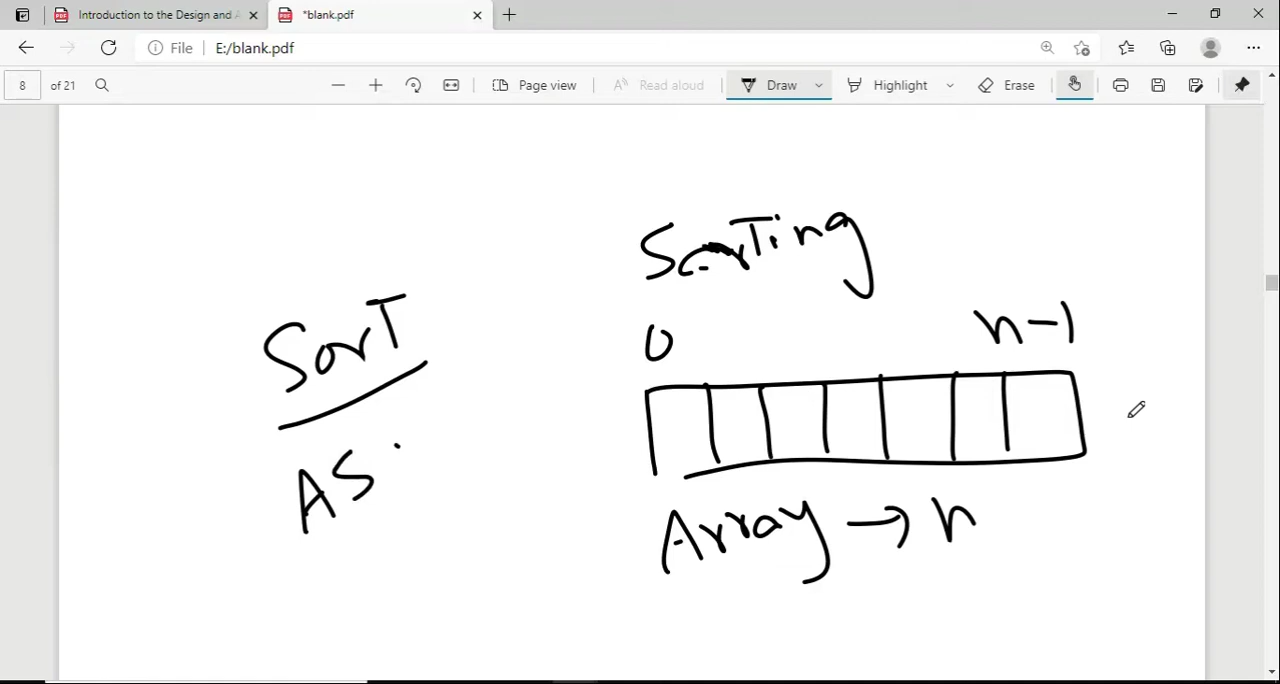 Introduction to the Design and A
*blank.pdf
File E:/blank.pdf
8 of 21 Page view Read aloud Draw Highlight Erase
Sorting
SorT
0 n-1
AS
Array → n